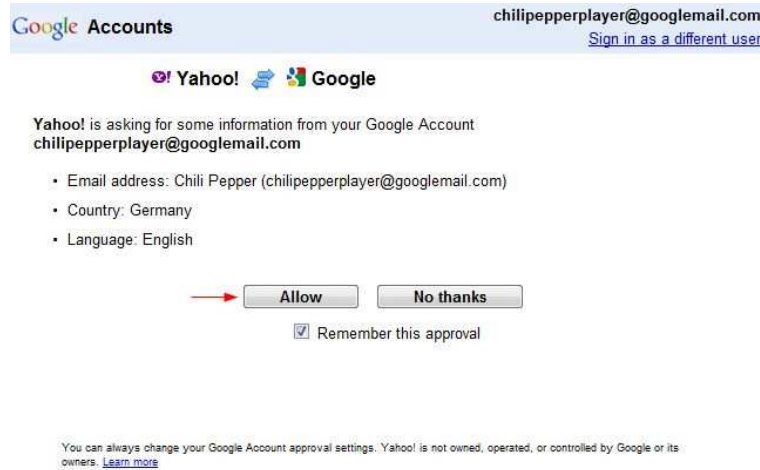 chilipepperplayer@googlemail.com
Google Accounts
Sign in as a different user
Yahoo! Google
Yahoo! is asking for some information from your Google Account
chilipepperplayer@googlemail.com
• Email address: Chili Pepper (chilipepperplayer@googlemail.com)
• Country: Germany
• Language: English
Allow No thanks
Remember this approval
You can always change your Google Account approval settings. Yahoo! is not owned, operated, or controlled by Google or its
owners. Learn more